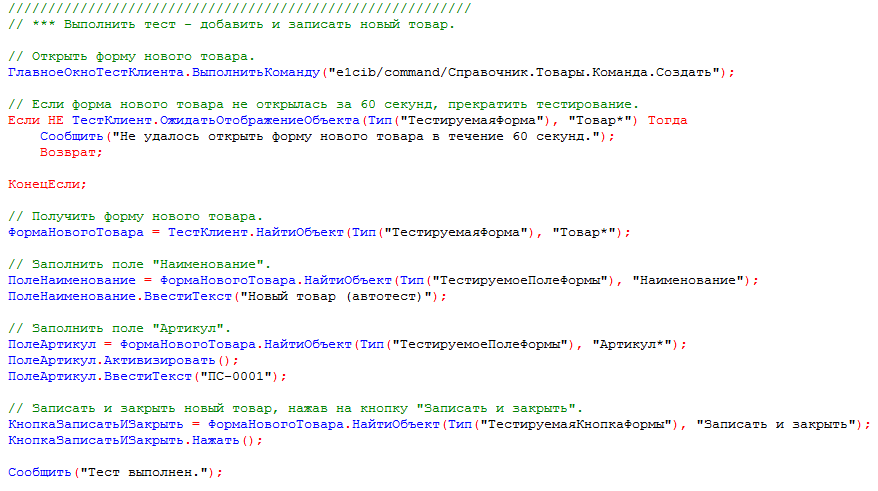 //////////////////////////////////////////////////////////
// *** Выполнить тест - добавить и записать новый товар.
// Открыть форму нового товара.
ГлавноеОкноТестКлиента.ВыполнитьКоманду("e1cib/command/Справочник.Товары.Команда.Создать");
// Если форма нового товара не открылась за 60 секунд, прекратить тестирование.
Если НЕ ТестКлиент.ОжидатьОтображениеОбъекта(Тип("ТестируемаяФорма"), "Товар*") Тогда
    Сообщить("Не удалось открыть форму нового товара в течение 60 секунд.");
    Возврат;
КонецЕсли;
// Получить форму нового товара.
ФормаНовогоТовара = ТестКлиент.НайтиОбъект(Тип("ТестируемаяФорма"), "Товар*");
// Заполнить поле "Наименование".
ПолеНаименование = ФормаНовогоТовара.НайтиОбъект(Тип("ТестируемоеПолеФормы"), "Наименование");
ПолеНаименование.ВвестиТекст("Новый товар (автотест)");
// Заполнить поле "Артикул".
ПолеАртикул = ФормаНовогоТовара.НайтиОбъект(Тип("ТестируемоеПолеФормы"), "Артикул*");
ПолеАртикул.Активизировать();
ПолеАртикул.ВвестиТекст("ПС-0001");
// Записать и закрыть новый товар, нажав на кнопку "Записать и закрыть".
КнопкаЗаписатьИЗакрыть = ФормаНовогоТовара.НайтиОбъект(Тип("ТестируемаяКнопкаФормы"), "Записать и закрыть");
КнопкаЗаписатьИЗакрыть.Нажать();
Сообщить("Тест выполнен.");